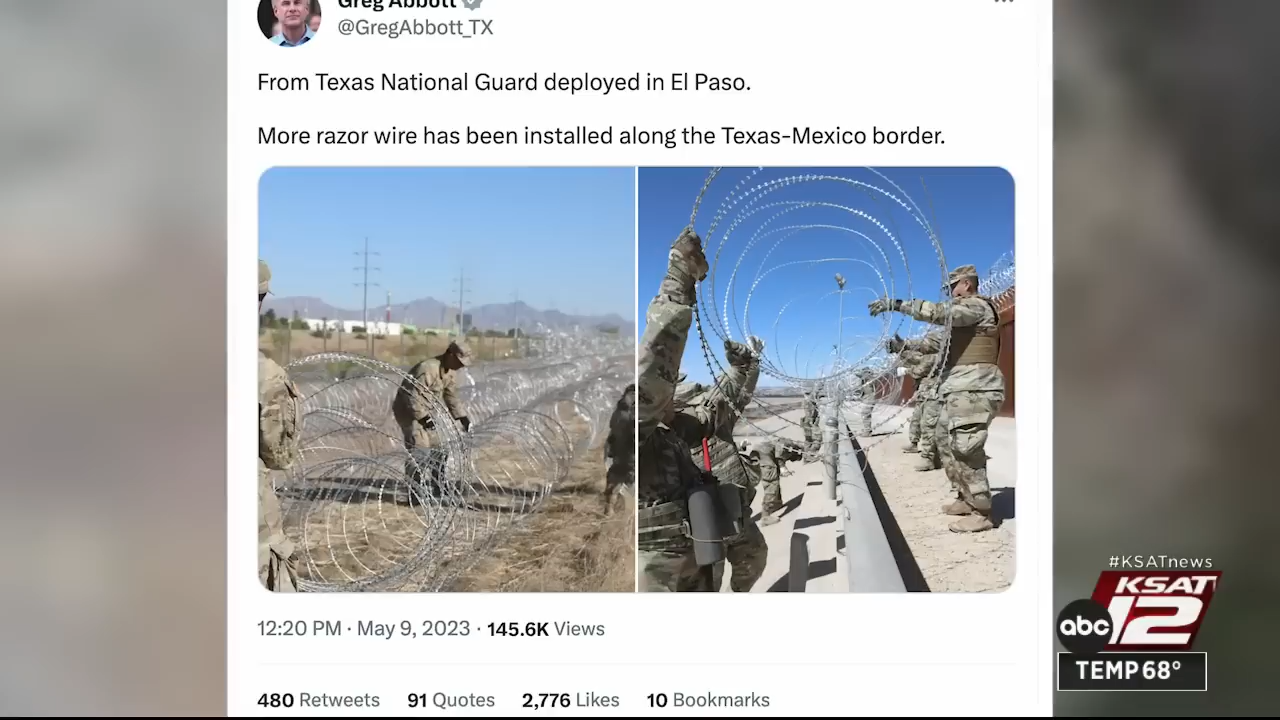 Greg Abbott
@GregAbbott_TX
From Texas National Guard deployed in El Paso.
More razor wire has been installed along the Texas-Mexico border.
12:20 PM · May 9, 2023 · 145.6K Views
480 Retweets 91 Quotes 2,776 Likes 10 Bookmarks
#KSATnews
KSAT
abc 12
TEMP 68°